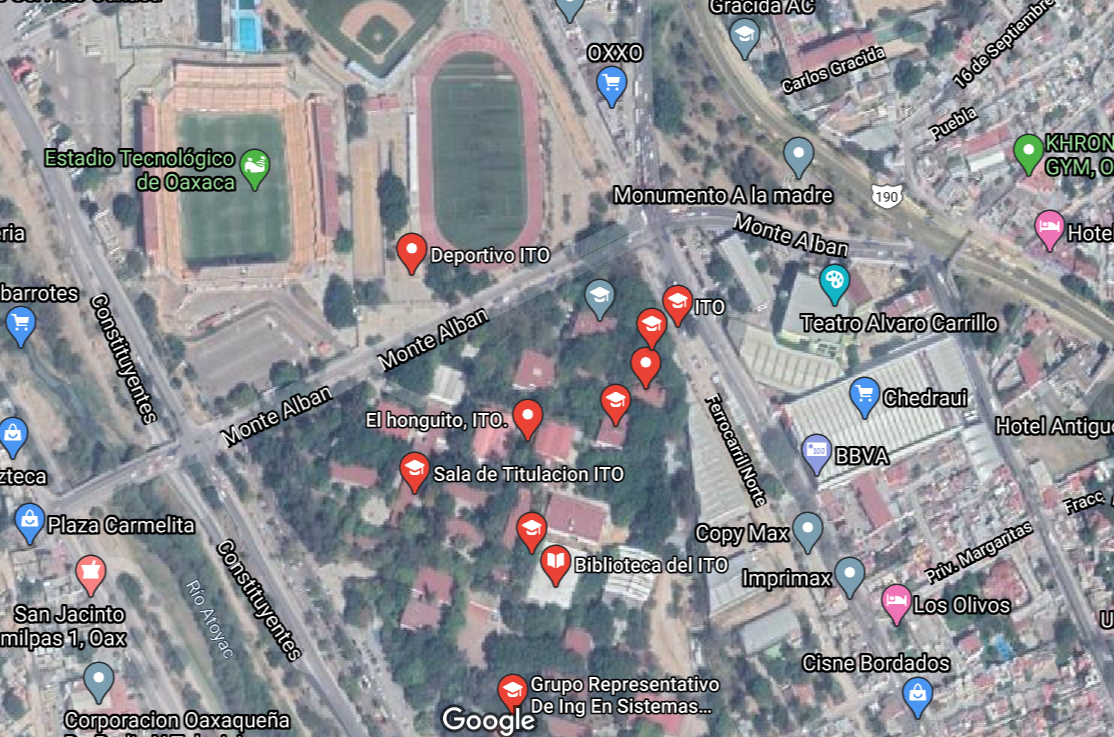 Gracida AC
OXXO
Carlos Gracida
16 de Septiembre
Puebla
Estadio Tecnológico
de Oaxaca
KHRON
GYM, O
Monumento A la madre
190
Monte Alban
Hotel
Deportivo ITO
barrotes
Constituyentes
ITO
Monte Alban
Teatro Alvaro Carrillo
Monte Alban
El honguito, ITO.
Chedraui
Ferrocarril Norte
Hotel Antigu
100
BBVA
zteca
Sala de Titulacion ITO
Plaza Carmelita
Fracc.
Copy Max
Priv. Margaritas
Biblioteca del ITO
Imprimax
Constituyentes
Río Atoyac
San Jacinto
milpas 1, Oax
Los Olivos
Cisne Bordados
Grupo Representativo
De Ing En Sistemas...
Corporacion Oaxaqueña
Google